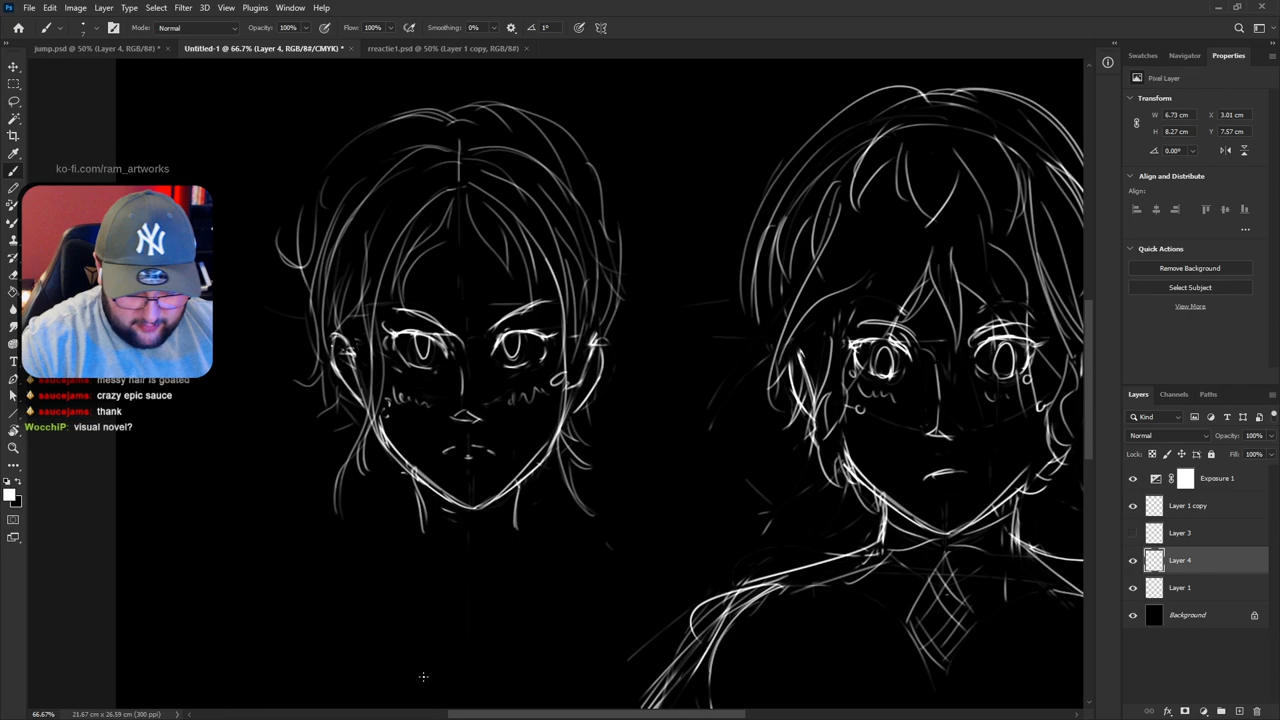 File Edit Image Layer Type Select Filter 3D View Plugins Window Help
7 Mode: Normal Opacity: 100% Flow: 100% Smoothing: 0% 1°
jump.psd @ 50% (Layer 4, RGB/8#) * × Untitled-1 @ 66.7% (Layer 4, RGB/8#/CMYK) * × rreactie1.psd @ 50% (Layer 1 copy, RGB/8#) ×
ko-fi.com/ram_artworks
saucejams: messy hair is goated
saucejams: crazy epic sauce
saucejams: thank
WocchiP: visual novel?
Swatches Navigator Properties
Pixel Layer
Transform
W 6.73 cm X 3.01 cm
H 8.27 cm Y 7.57 cm
0.00°
Align and Distribute
Align:
Quick Actions
Remove Background
Select Subject
View More
Layers Channels Paths
Kind
Normal Opacity: 100%
Lock: Fill: 100%
Exposure 1
Layer 1 copy
Layer 3
Layer 4
Layer 1
Background
66.67% 21.67 cm x 26.59 cm (300 ppi)